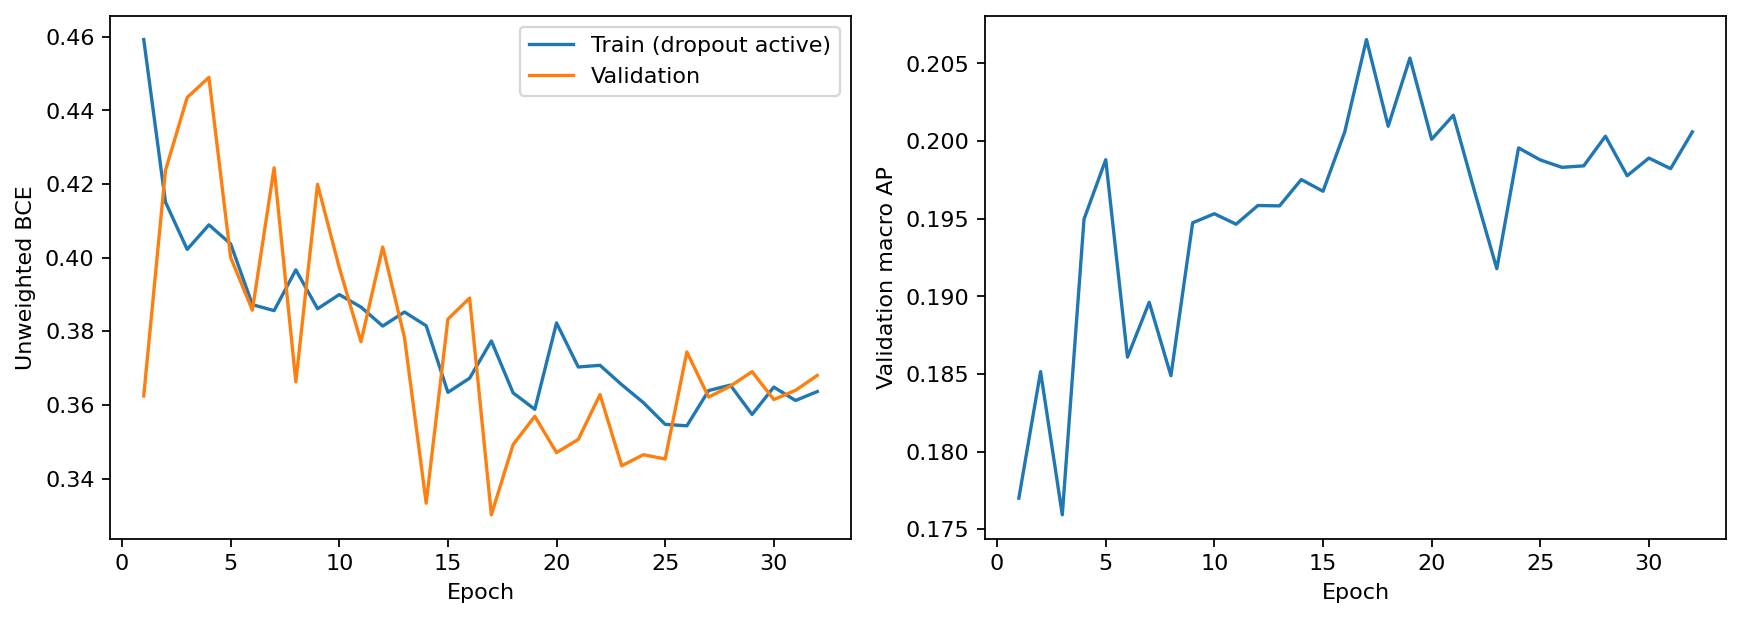 Unweighted BCE
0.46
0.44
0.42
0.40
0.38
0.36
0.34
Train (dropout active)
Validation
0 5 10 15 20 25 30
Epoch
Validation macro AP
0.205
0.200
0.195
0.190
0.185
0.180
0.175
0 5 10 15 20 25 30
Epoch